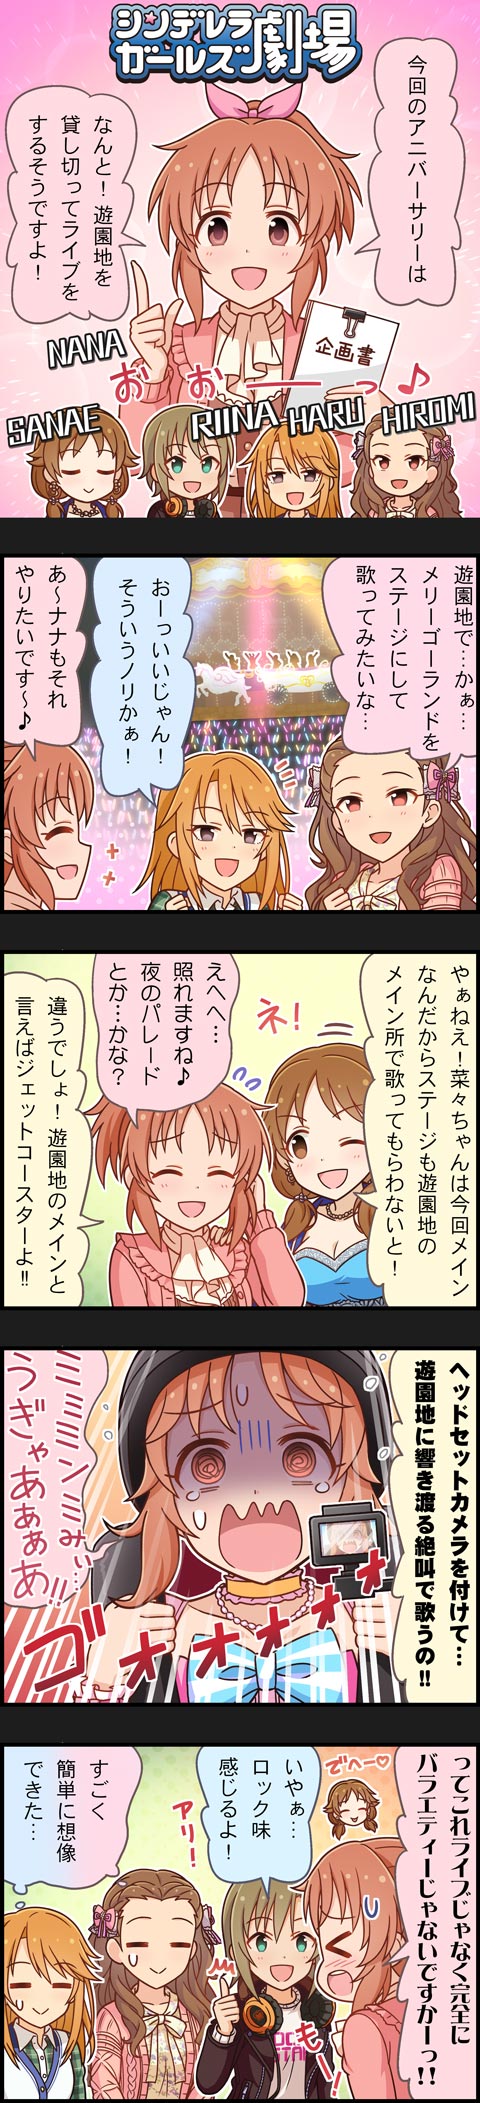 シンデレラ
ガールズ劇場
今回のアニバーサリーは
なんと！遊園地を
貸し切ってライブを
するそうですよ！
企画書
NANA
おおーっ♪
SANAE
RIINA
HARU
HIROMI
遊園地で…かぁ…
メリーゴーランドを
ステージにして
歌ってみたいな…
おーっいいじゃん！
そういうノリかぁ！
あ〜ナナもそれ
やりたいです〜♪
やぁねえ！菜々ちゃんは今回メイン
なんだからステージも遊園地の
メイン所で歌ってもらわないと！
ネ！
えへへ…
照れますね♪
夜のパレード
とか…かな？
違うでしょ！遊園地のメインと
言えばジェットコースターよ!!
ヘッドセットカメラを付けて…
遊園地に響き渡る絶叫で歌うの!!
ミミミンミみぃ…
うぎゃあぁぁあ!!
ゴォォォォォォ
ってこれライブじゃなく完全に
バラエティーじゃないですかーっ!!
でへー♡
もー!!
いやぁ…
ロック味
感じるよ！
アリ！
すごく
簡単に想像
できた…